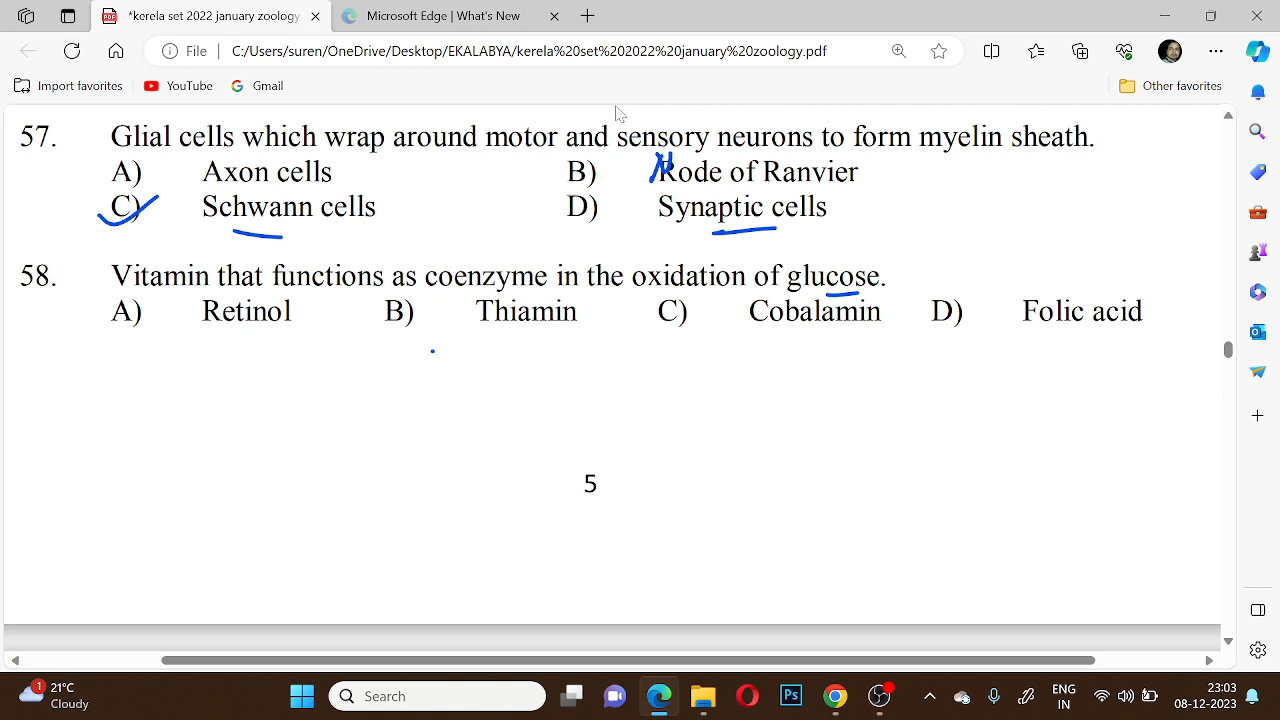 *kerela set 2022 january zoology
Microsoft Edge | What's New
File
C:/Users/suren/OneDrive/Desktop/EKALABYA/kerela%20set%202022%20january%20zoology.pdf
Import favorites
YouTube
Gmail
Other favorites
57. Glial cells which wrap around motor and sensory neurons to form myelin sheath.
A) Axon cells B) Rode of Ranvier
N
C) Schwann cells D) Synaptic cells
58. Vitamin that functions as coenzyme in the oxidation of glucose.
A) Retinol B) Thiamin C) Cobalamin D) Folic acid
5
1
21°C
Cloudy
Search
Ps
ENG
IN
23:03
08-12-2023